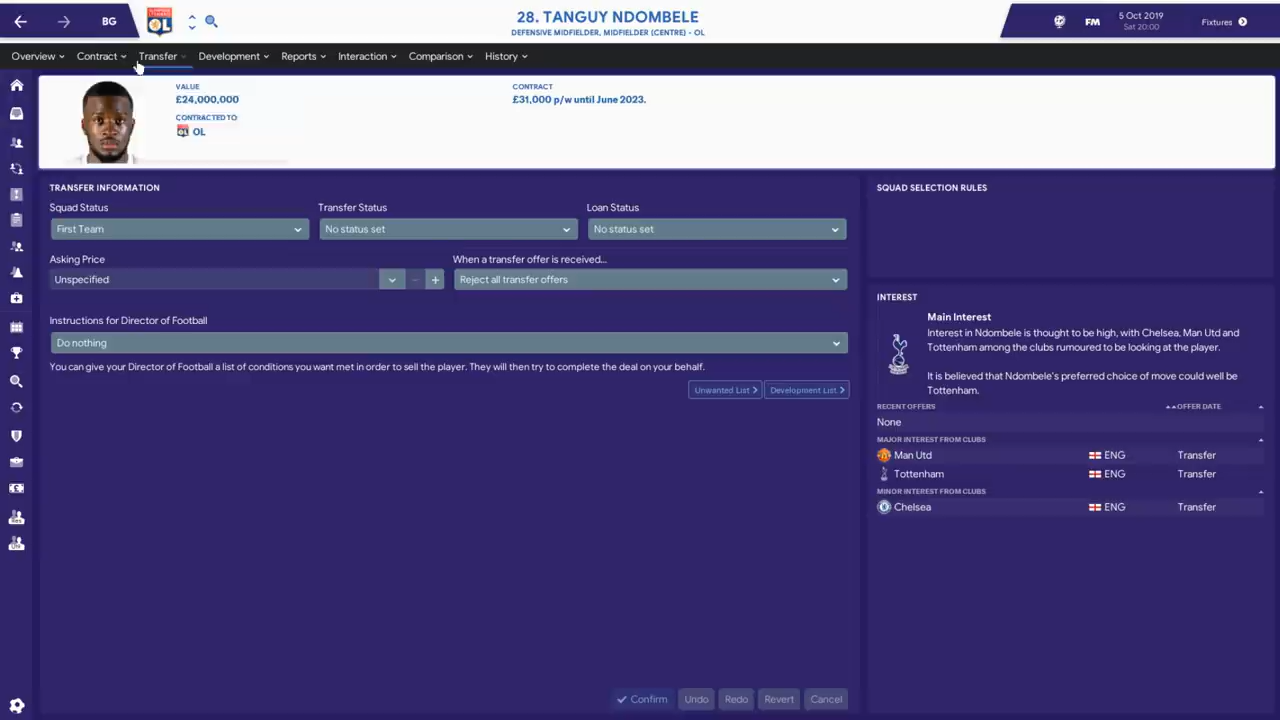 BG
28. TANGUY NDOMBELE
DEFENSIVE MIDFIELDER, MIDFIELDER (CENTRE) - OL
FM
5 Oct 2019
Sat 20:00
Fixtures
Overview
Contract
Transfer
Development
Reports
Interaction
Comparison
History
VALUE
£24,000,000
CONTRACTED TO:
OL
CONTRACT
£31,000 p/w until June 2023.
TRANSFER INFORMATION
Squad Status
Transfer Status
Loan Status
First Team
No status set
No status set
Asking Price
When a transfer offer is received...
Unspecified
Reject all transfer offers
Instructions for Director of Football
Do nothing
You can give your Director of Football a list of conditions you want met in order to sell the player. They will then try to complete the deal on your behalf.
Unwanted List
Development List
Confirm
Undo
Redo
Revert
Cancel
SQUAD SELECTION RULES
INTEREST
Main Interest
Interest in Ndombele is thought to be high, with Chelsea, Man Utd and
Tottenham among the clubs rumoured to be looking at the player.
It is believed that Ndombele's preferred choice of move could well be
Tottenham.
RECENT OFFERS
OFFER DATE
None
MAJOR INTEREST FROM CLUBS
Man Utd ENG Transfer
Tottenham ENG Transfer
MINOR INTEREST FROM CLUBS
Chelsea ENG Transfer